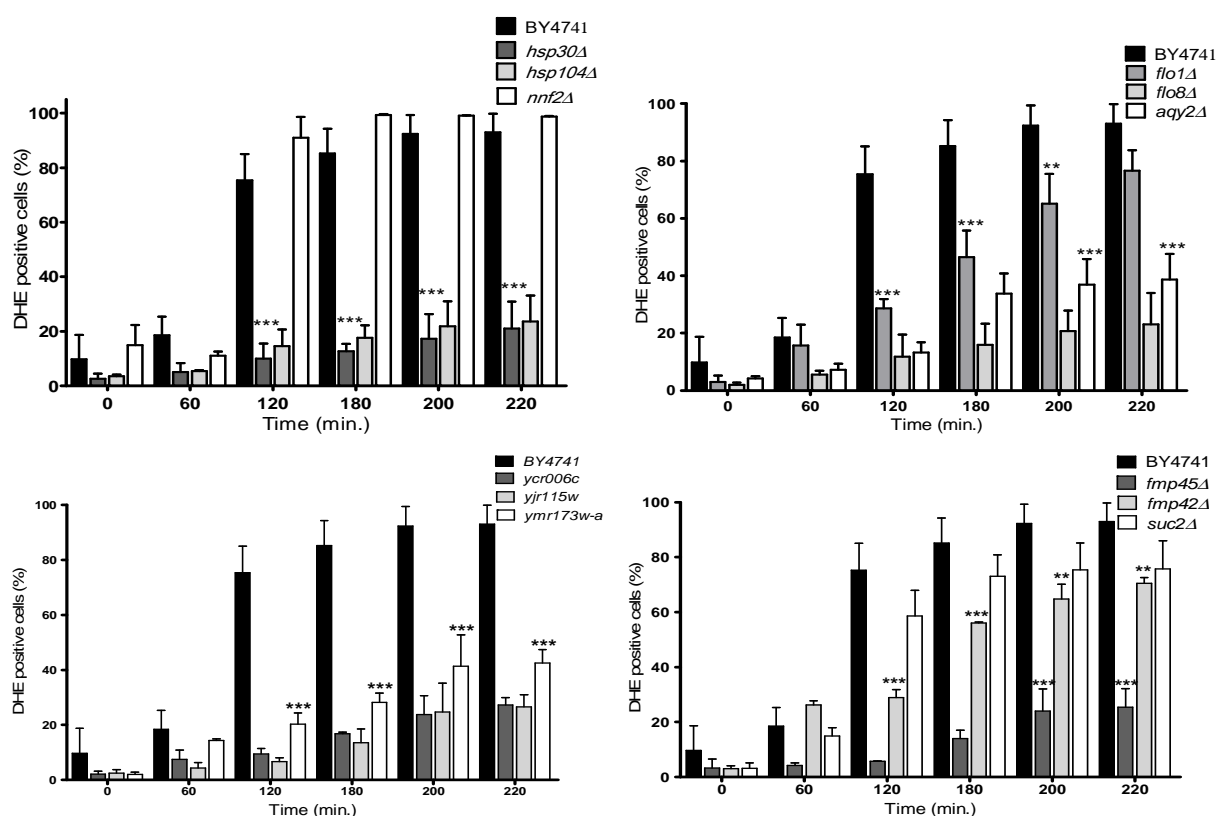 BY4741
hsp30Δ
hsp104Δ
nnf2Δ
DHE positive cells (%)
100
80
60
40
20
0
*** *** *** ***
0 60 120 180 200 220
Time (min.)
BY4741
flo1Δ
flo8Δ
aqy2Δ
DHE positive cells (%)
100
80
60
40
20
0
*** *** ** *** ***
0 60 120 180 200 220
Time (min.)
BY4741
ycr006c
yjr115w
ymr173w-a
DHE positive cells (%)
100
80
60
40
20
0
*** *** *** ***
0 60 120 180 200 220
Time (min.)
BY4741
fmp45Δ
fmp42Δ
suc2Δ
DHE positive cells (%)
100
80
60
40
20
0
*** *** *** ** *** **
0 60 120 180 200 220
Time (min.)